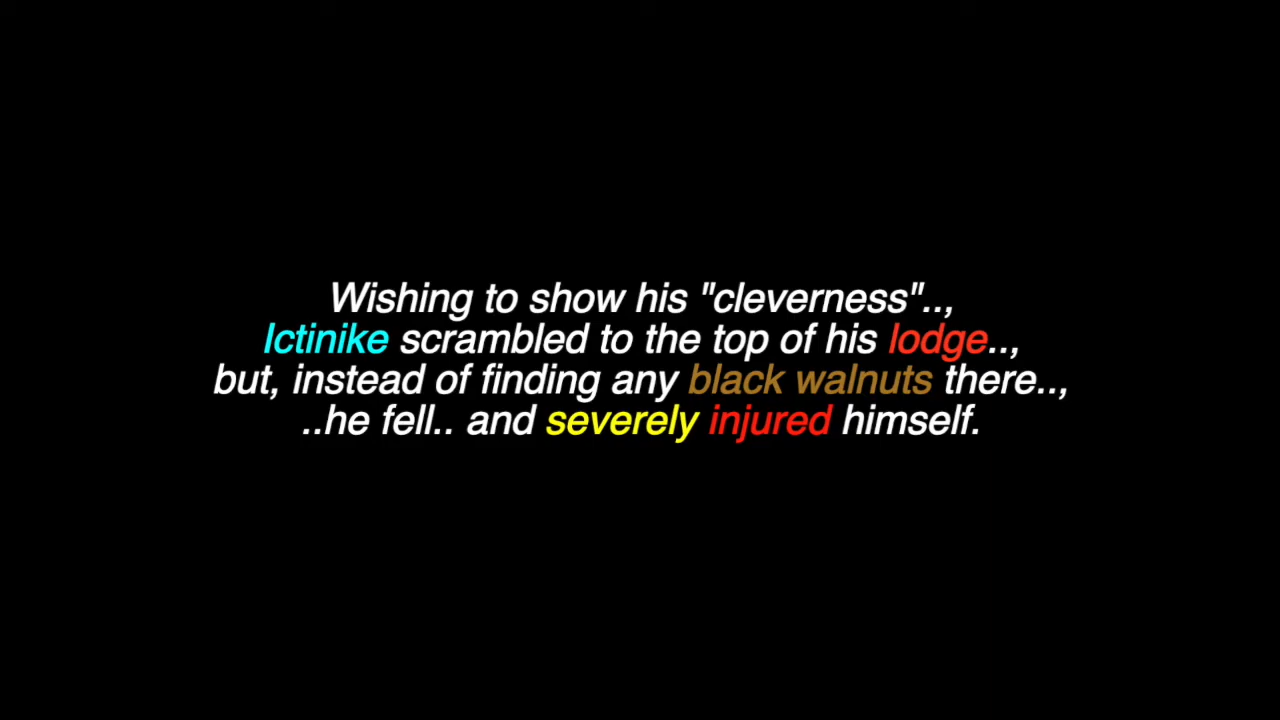 Wishing to show his "cleverness"..,
Ictinike scrambled to the top of his lodge..,
but, instead of finding any black walnuts there..,
..he fell.. and severely injured himself.